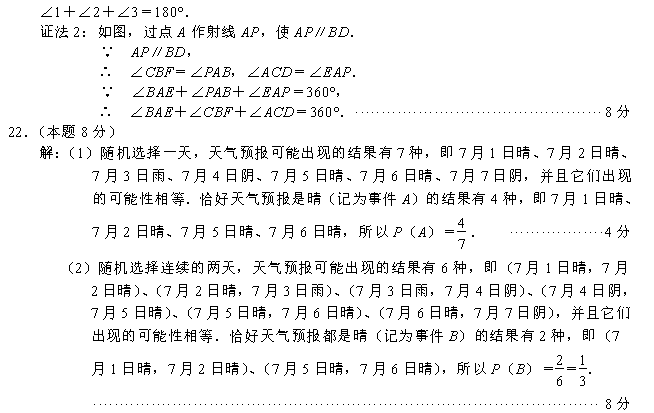 ∠1＋∠2＋∠3＝180°．
证法 2：如图，过点 A 作射线 AP，使 AP∥BD．
∵ AP∥BD，
∴ ∠CBF＝∠PAB，∠ACD＝∠EAP．
∵ ∠BAE＋∠PAB＋∠EAP＝360°，
∴ ∠BAE＋∠CBF＋∠ACD＝360°．………………………………………8 分
22．（本题 8 分）
解：（1）随机选择一天，天气预报可能出现的结果有 7 种，即 7 月 1 日晴、7 月 2 日晴、
7 月 3 日雨、7 月 4 日阴、7 月 5 日晴、7 月 6 日晴、7 月 7 日阴，并且它们出现
的可能性相等．恰好天气预报是晴（记为事件 A）的结果有 4 种，即 7 月 1 日晴、
7 月 2 日晴、7 月 5 日晴、7 月 6 日晴，所以 P（A）＝4/7． ………………4 分
（2）随机选择连续的两天，天气预报可能出现的结果有 6 种，即（7 月 1 日晴，7 月
2 日晴）、（7 月 2 日晴，7 月 3 日雨）、（7 月 3 日雨，7 月 4 日阴）、（7 月 4 日阴，
7 月 5 日晴）、（7 月 5 日晴，7 月 6 日晴）、（7 月 6 日晴，7 月 7 日阴），并且它们
出现的可能性相等．恰好天气预报都是晴（记为事件 B）的结果有 2 种，即（7
月 1 日晴，7 月 2 日晴）、（7 月 5 日晴，7 月 6 日晴），所以 P（B）＝2/6＝1/3．
…………………………………………………………………………………8 分